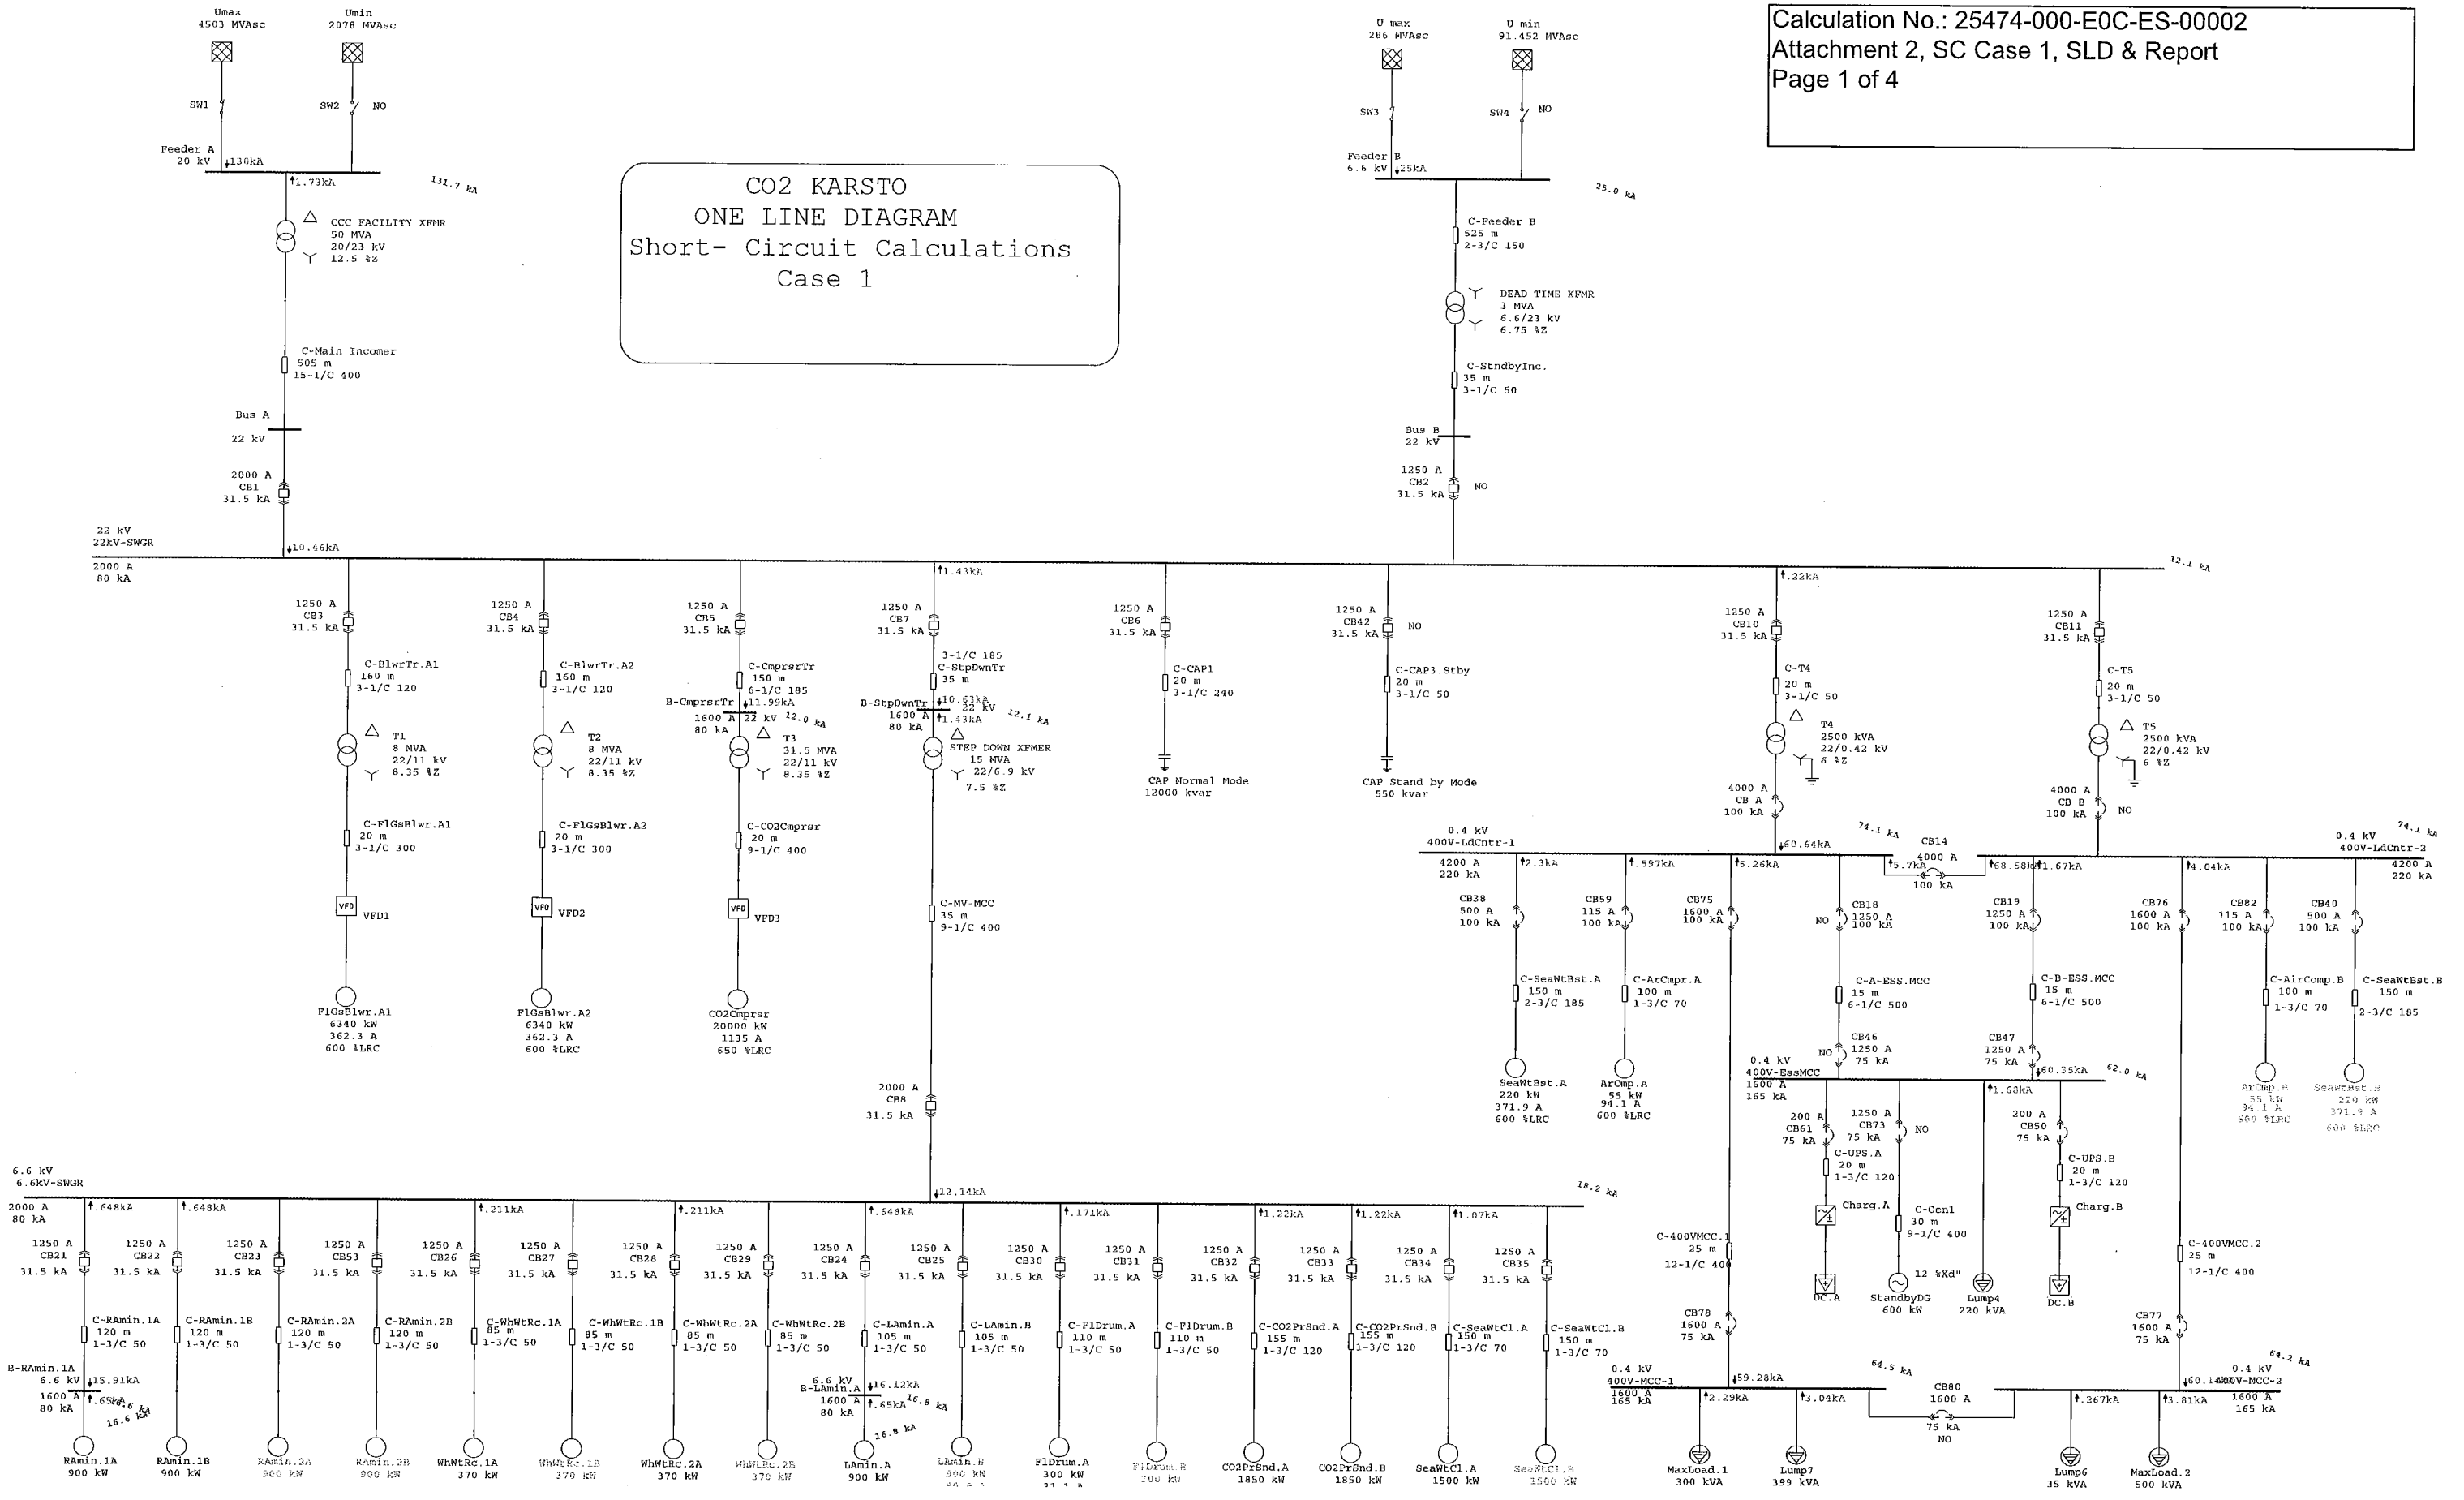 Calculation No.: 25474-000-E0C-ES-00002
Attachment 2, SC Case 1, SLD & Report
Page 1 of 4
CO2 KARSTO
ONE LINE DIAGRAM
Short- Circuit Calculations
Case 1
Umax
4503 MVAsc
Umin
2078 MVAsc
SW1
SW2
NO
Feeder A
20 kV
130kA
1.73kA
131.7 kA
CCC FACILITY XFMR
50 MVA
20/23 kV
12.5 %Z
C-Main Incomer
505 m
15-1/C 400
Bus A
22 kV
2000 A
CB1
31.5 kA
U max
286 MVAsc
U min
91.452 MVAsc
SW3
SW4
NO
Feeder B
6.6 kV
25kA
25.0 kA
C-Feeder B
525 m
2-3/C 150
DEAD TIME XFMR
3 MVA
6.6/23 kV
6.75 %Z
C-StndbyInc.
35 m
3-1/C 50
Bus B
22 kV
1250 A
CB2
31.5 kA
NO
22 kV
22kV-SWGR
10.46kA
2000 A
80 kA
12.1 kA
1250 A
CB3
31.5 kA
C-BlwrTr.A1
160 m
3-1/C 120
T1
8 MVA
22/11 kV
8.35 %Z
C-FlGsBlwr.A1
20 m
3-1/C 300
VFD
VFD1
FlGsBlwr.A1
6340 kW
362.3 A
600 %LRC
1250 A
CB4
31.5 kA
C-BlwrTr.A2
160 m
3-1/C 120
T2
8 MVA
22/11 kV
8.35 %Z
C-FlGsBlwr.A2
20 m
3-1/C 300
VFD
VFD2
FlGsBlwr.A2
6340 kW
362.3 A
600 %LRC
1250 A
CB5
31.5 kA
C-CmprsrTr
150 m
6-1/C 185
B-CmprsrTr
11.99kA
1600 A
22 kV
12.0 kA
80 kA
T3
31.5 MVA
22/11 kV
8.35 %Z
C-CO2Cmprsr
20 m
9-1/C 400
VFD
VFD3
CO2Cmprsr
20000 kW
1135 A
650 %LRC
1.43kA
1250 A
CB7
31.5 kA
3-1/C 185
C-StpDwnTr
35 m
B-StpDwnTr
10.63kA
22 kV
1600 A
1.43kA
12.1 kA
80 kA
STEP DOWN XFMER
15 MVA
22/6.9 kV
7.5 %Z
C-MV-MCC
35 m
9-1/C 400
2000 A
CB8
31.5 kA
1250 A
CB6
31.5 kA
C-CAP1
20 m
3-1/C 240
CAP Normal Mode
12000 kvar
1250 A
CB42
31.5 kA
NO
C-CAP3.Stby
20 m
3-1/C 50
CAP Stand by Mode
550 kvar
.22kA
1250 A
CB10
31.5 kA
C-T4
20 m
3-1/C 50
T4
2500 kVA
22/0.42 kV
6 %Z
4000 A
CB A
100 kA
1250 A
CB11
31.5 kA
C-T5
20 m
3-1/C 50
T5
2500 kVA
22/0.42 kV
6 %Z
4000 A
CB B
100 kA
NO
0.4 kV
400V-LdCntr-1
60.64kA
74.1 kA
4200 A
220 kA
2.3kA
.597kA
5.26kA
5.7kA
CB14
4000 A
100 kA
74.1 kA
0.4 kV
400V-LdCntr-2
4200 A
220 kA
68.58kA
1.67kA
4.04kA
CB38
500 A
100 kA
C-SeaWtBst.A
150 m
2-3/C 185
SeaWtBst.A
220 kW
371.9 A
600 %LRC
CB59
115 A
100 kA
C-ArCmpr.A
100 m
1-3/C 70
ArCmp.A
55 kW
94.1 A
600 %LRC
CB75
1600 A
100 kA
CB18
NO
1250 A
100 kA
C-A-ESS.MCC
15 m
6-1/C 500
CB46
NO
1250 A
75 kA
CB19
1250 A
100 kA
C-B-ESS.MCC
15 m
6-1/C 500
CB47
1250 A
75 kA
CB76
1600 A
100 kA
CB82
115 A
100 kA
C-AirComp.B
100 m
1-3/C 70
ArCmp.B
55 kW
94.1 A
600 %LRC
CB40
500 A
100 kA
C-SeaWtBst.B
150 m
2-3/C 185
SeaWtBst.B
220 kW
371.9 A
600 %LRC
0.4 kV
400V-EssMCC
60.35kA
62.0 kA
1600 A
165 kA
1.68kA
200 A
CB61
75 kA
C-UPS.A
20 m
1-3/C 120
Charg.A
DC.A
1250 A
CB73
75 kA
NO
C-Gen1
30 m
9-1/C 400
12 %Xd"
StandbyDG
600 kW
Lump4
220 kVA
200 A
CB50
75 kA
C-UPS.B
20 m
1-3/C 120
Charg.B
DC.B
C-400VMCC.1
25 m
12-1/C 400
CB78
1600 A
75 kA
C-400VMCC.2
25 m
12-1/C 400
CB77
1600 A
75 kA
0.4 kV
400V-MCC-1
59.28kA
64.5 kA
1600 A
165 kA
2.29kA
3.04kA
MaxLoad.1
300 kVA
Lump7
399 kVA
CB80
1600 A
75 kA
NO
64.2 kA
0.4 kV
400V-MCC-2
1600 A
165 kA
.267kA
3.81kA
Lump6
35 kVA
MaxLoad.2
500 kVA
6.6 kV
6.6kV-SWGR
12.14kA
18.2 kA
2000 A
80 kA
.648kA
.648kA
.211kA
.211kA
.648kA
.171kA
1.22kA
1.22kA
1.07kA
1250 A
CB21
31.5 kA
C-RAmin.1A
120 m
1-3/C 50
B-RAmin.1A
6.6 kV
15.91kA
1600 A
.65kA
80 kA
16.6 kA
RAmin.1A
900 kW
1250 A
CB22
31.5 kA
C-RAmin.1B
120 m
1-3/C 50
RAmin.1B
900 kW
1250 A
CB23
31.5 kA
C-RAmin.2A
120 m
1-3/C 50
RAmin.2A
900 kW
1250 A
CB53
31.5 kA
C-RAmin.2B
120 m
1-3/C 50
RAmin.2B
900 kW
1250 A
CB26
31.5 kA
C-WhWtRc.1A
85 m
1-3/C 50
WhWtRc.1A
370 kW
1250 A
CB27
31.5 kA
C-WhWtRc.1B
85 m
1-3/C 50
WhWtRc.1B
370 kW
1250 A
CB28
31.5 kA
C-WhWtRc.2A
85 m
1-3/C 50
WhWtRc.2A
370 kW
1250 A
CB29
31.5 kA
C-WhWtRc.2B
85 m
1-3/C 50
WhWtRc.2B
370 kW
1250 A
CB24
31.5 kA
C-LAmin.A
105 m
1-3/C 50
6.6 kV
B-LAmin.A
16.12kA
1600 A
.65kA
16.8 kA
80 kA
16.8 kA
LAmin.A
900 kW
1250 A
CB25
31.5 kA
C-LAmin.B
105 m
1-3/C 50
LAmin.B
900 kW
1250 A
CB30
31.5 kA
C-FlDrum.A
110 m
1-3/C 50
FlDrum.A
300 kW
1250 A
CB31
31.5 kA
C-FlDrum.B
110 m
1-3/C 50
FlDrum.B
300 kW
1250 A
CB32
31.5 kA
C-CO2PrSnd.A
155 m
1-3/C 120
CO2PrSnd.A
1850 kW
1250 A
CB33
31.5 kA
C-CO2PrSnd.B
155 m
1-3/C 120
CO2PrSnd.B
1850 kW
1250 A
CB34
31.5 kA
C-SeaWtCl.A
150 m
1-3/C 70
SeaWtCl.A
1500 kW
1250 A
CB35
31.5 kA
C-SeaWtCl.B
150 m
1-3/C 70
SeaWtCl.B
1500 kW